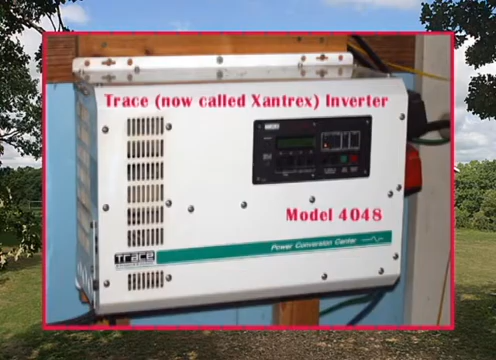 Trace (now called Xantrex) Inverter
Model 4048
Trace
Power Conversion Center